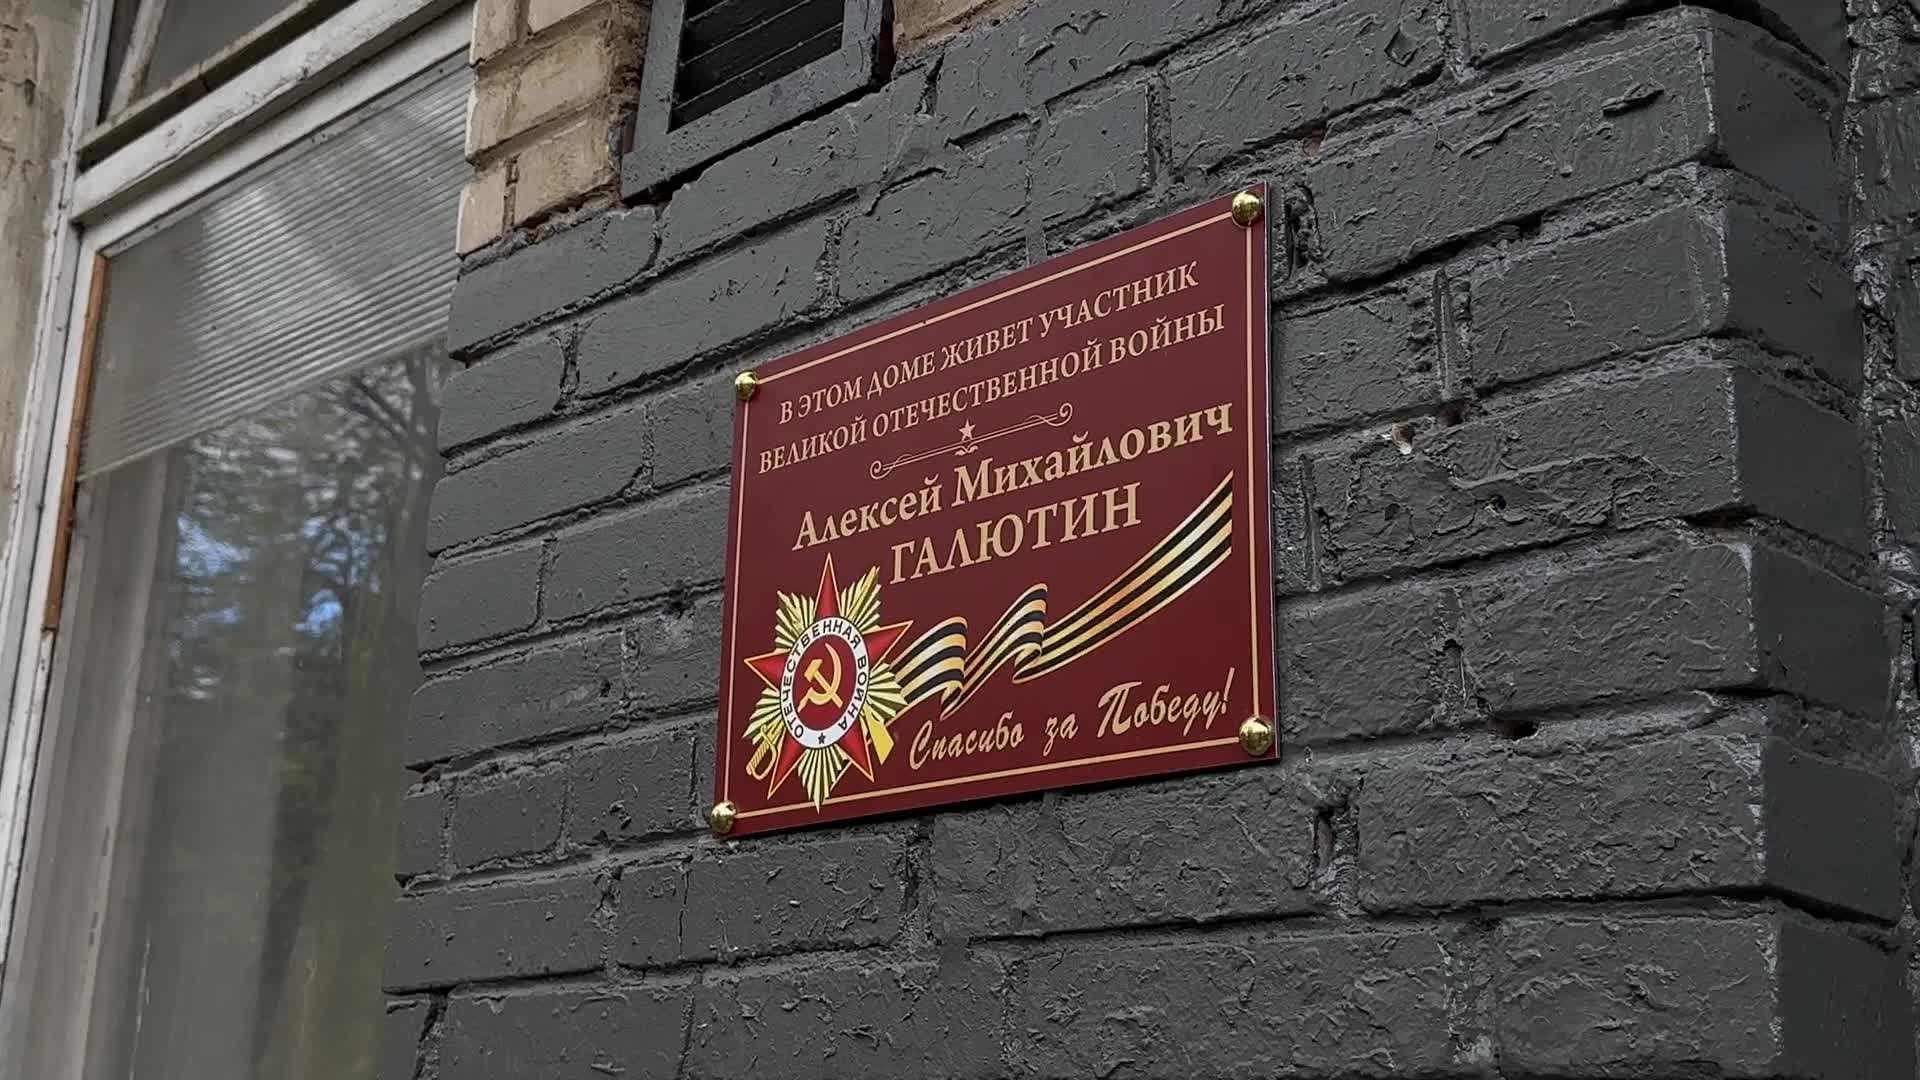 В ЭТОМ ДОМЕ ЖИВЕТ УЧАСТНИК
ВЕЛИКОЙ ОТЕЧЕСТВЕННОЙ ВОЙНЫ
Алексей Михайлович
ГАЛЮТИН
ОТЕЧЕСТВЕННАЯ ВОЙНА
Спасибо за Победу!